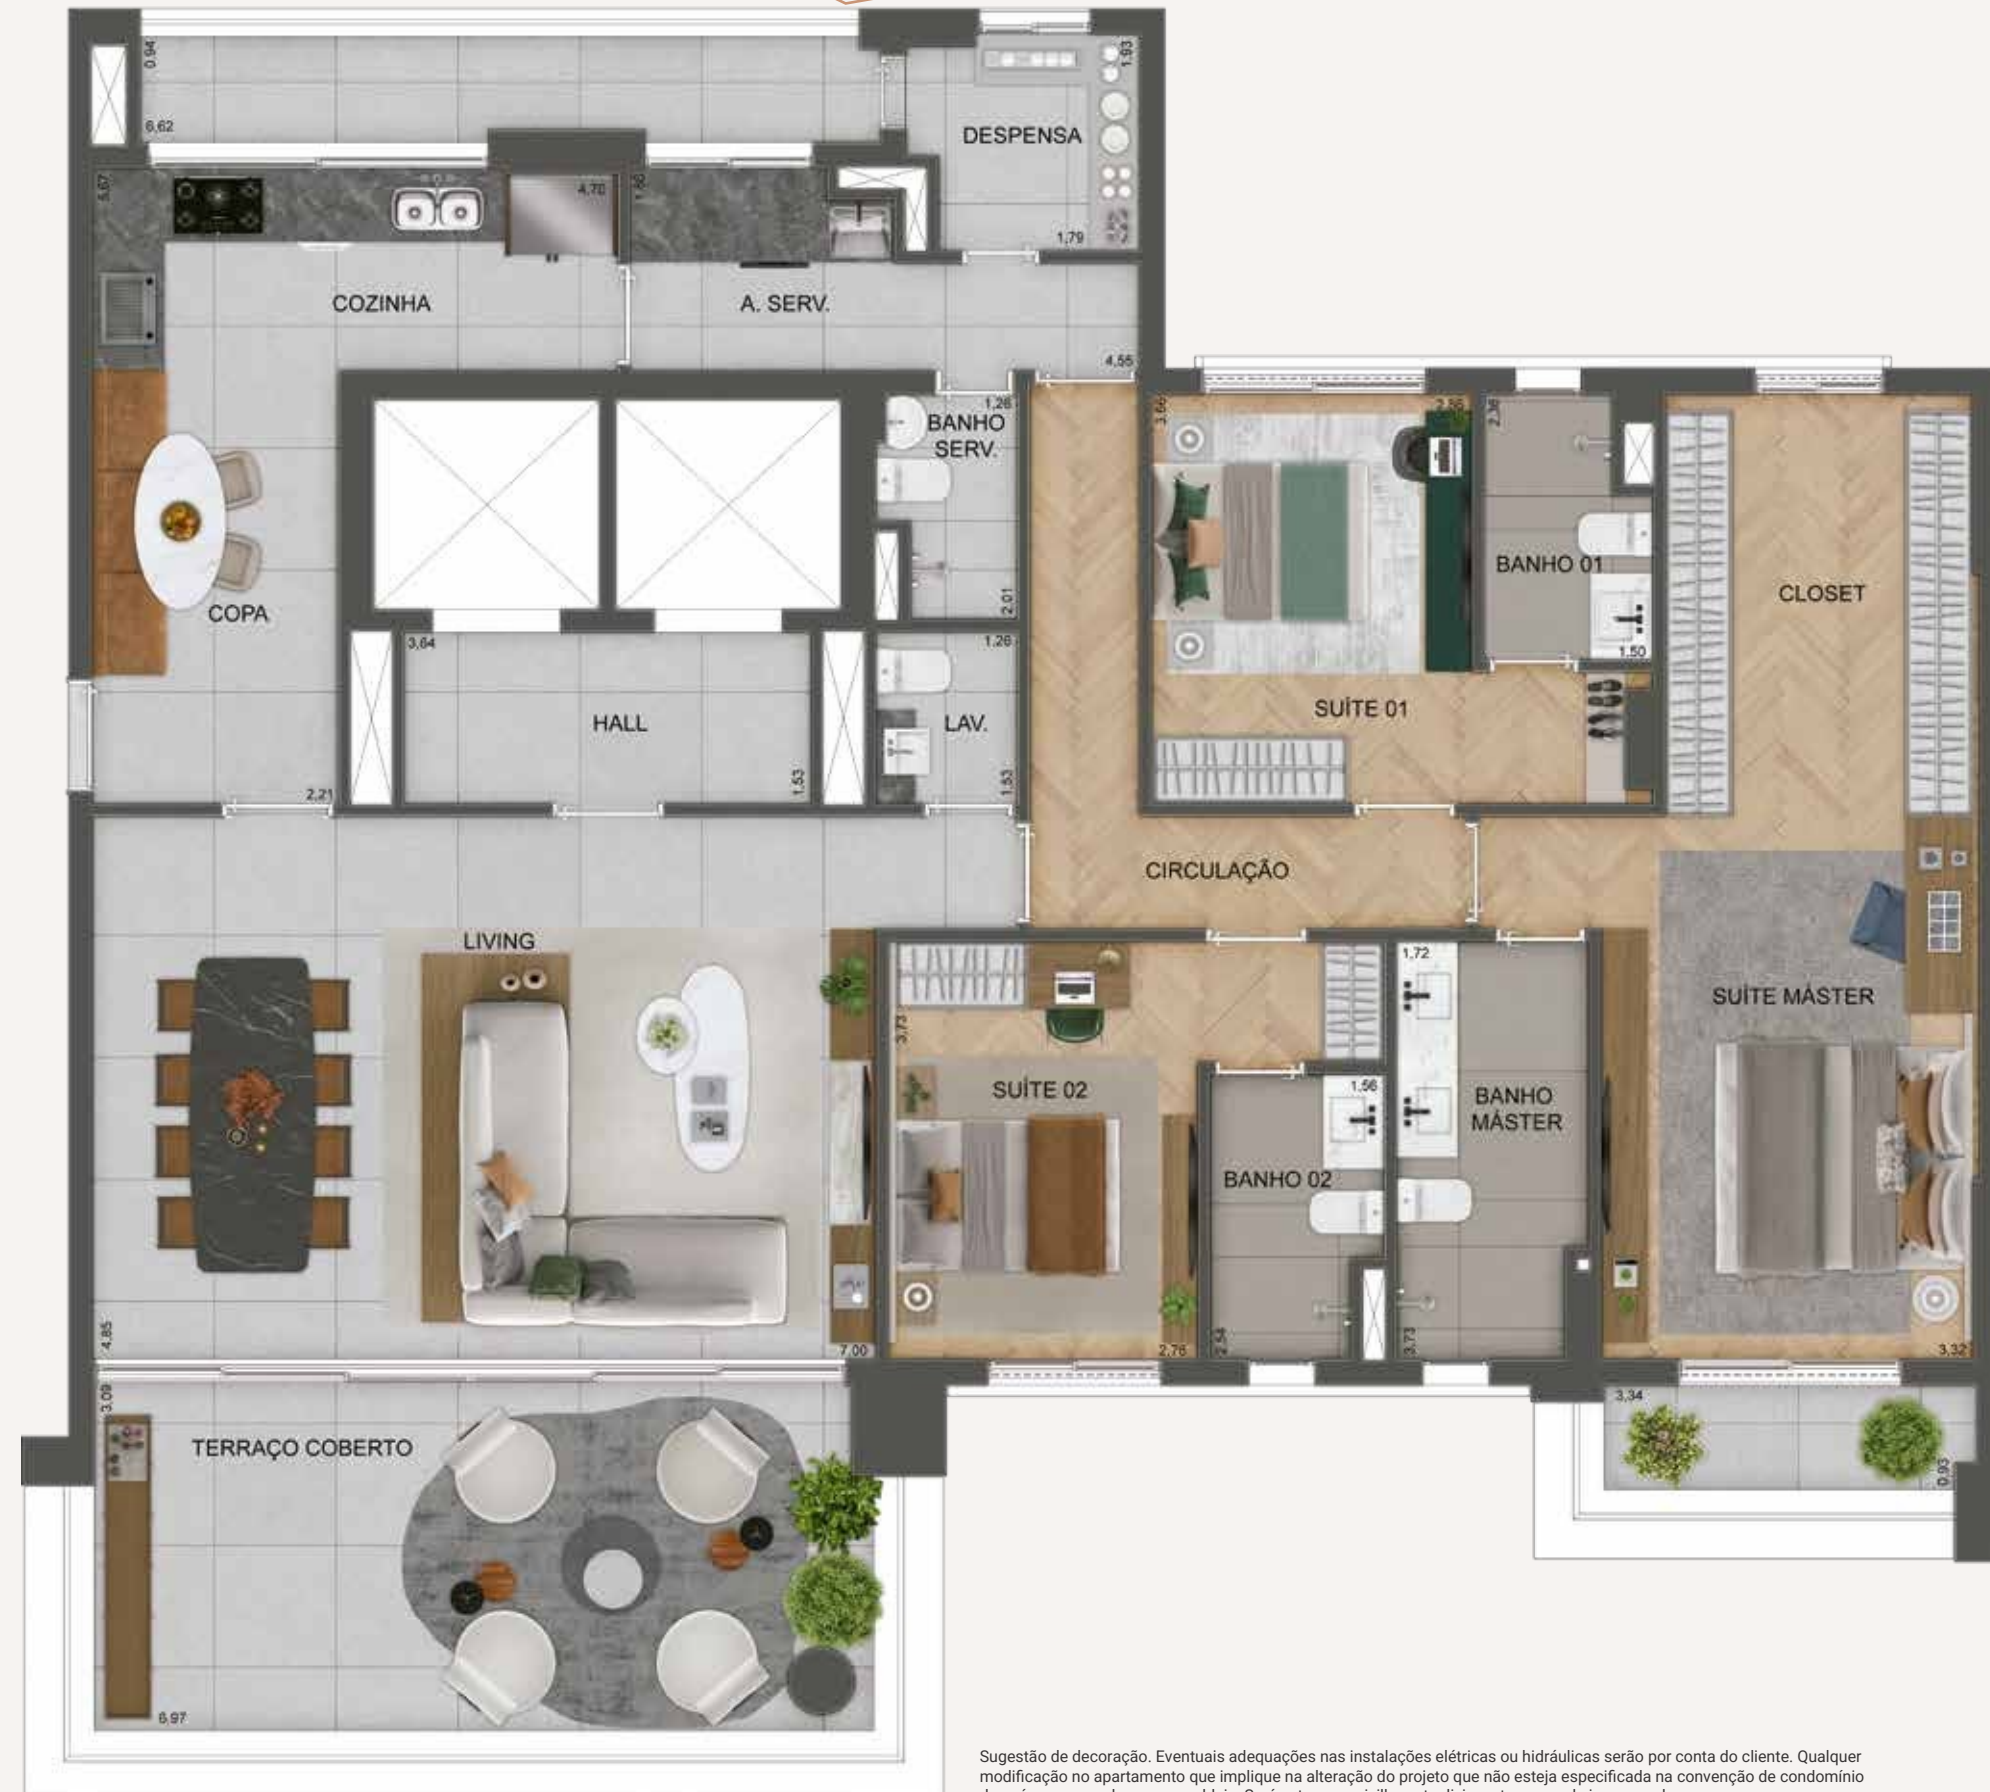 0,94
6,62
1,93
DESPENSA
1,79
5,67
4,70
1,86
COZINHA
A. SERV.
4,55
1,26
BANHO
SERV.
2,01
3,66
2,86
2,36
BANHO 01
1,50
CLOSET
COPA
3,64
HALL
1,53
1,26
LAV.
1,53
2,21
SUÍTE 01
CIRCULAÇÃO
LIVING
4,85
7,00
3,73
SUÍTE 02
2,76
1,56
BANHO 02
2,54
1,72
BANHO
MÁSTER
3,73
SUÍTE MÁSTER
3,32
3,34
0,93
3,09
TERRAÇO COBERTO
6,97
Sugestão de decoração. Eventuais adequações nas instalações elétricas ou hidráulicas serão por conta do cliente. Qualquer
modificação no apartamento que implique na alteração do projeto que não esteja especificada na convenção de condomínio